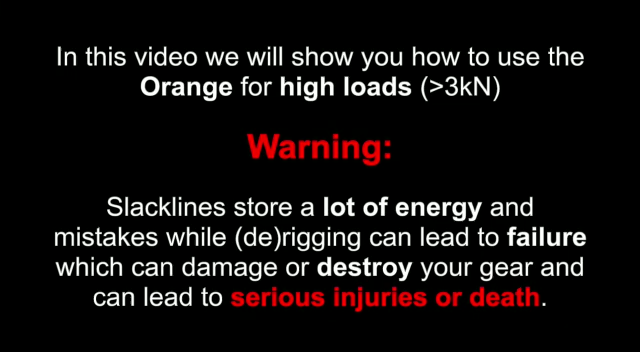 In this video we will show you how to use the
Orange for high loads (>3kN)
Warning:
Slacklines store a lot of energy and
mistakes while (de)rigging can lead to failure
which can damage or destroy your gear and
can lead to serious injuries or death.